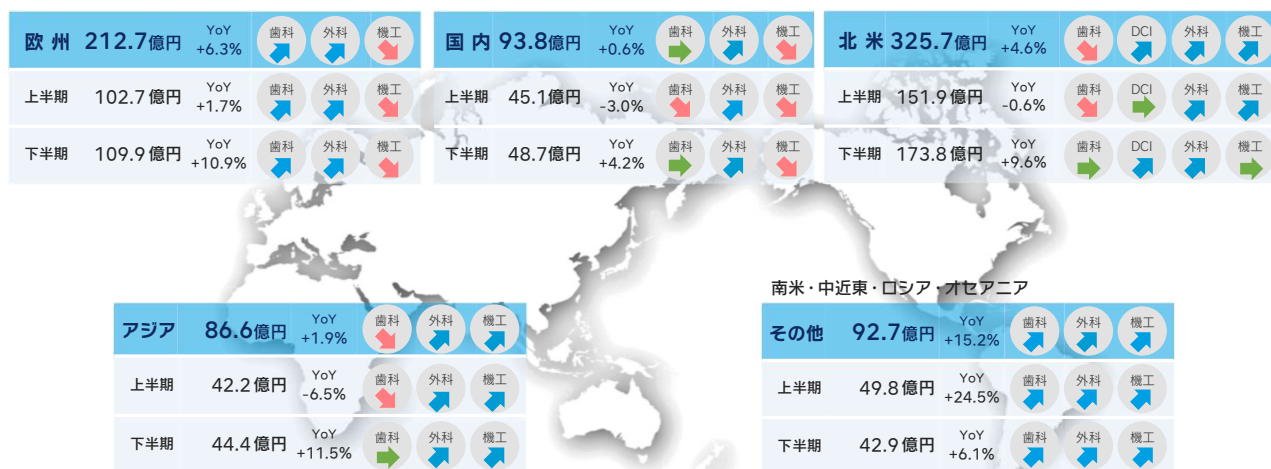 欧 州 212.7億円 YoY +6.3% 歯科 外科 機工
上半期 102.7億円 YoY +1.7% 歯科 外科 機工
下半期 109.9億円 YoY +10.9% 歯科 外科 機工
国 内 93.8億円 YoY +0.6% 歯科 外科 機工
上半期 45.1億円 YoY -3.0% 歯科 外科 機工
下半期 48.7億円 YoY +4.2% 歯科 外科 機工
北 米 325.7億円 YoY +4.6% 歯科 DCI 外科 機工
上半期 151.9億円 YoY -0.6% 歯科 DCI 外科 機工
下半期 173.8億円 YoY +9.6% 歯科 DCI 外科 機工
アジア 86.6億円 YoY +1.9% 歯科 外科 機工
上半期 42.2億円 YoY -6.5% 歯科 外科 機工
下半期 44.4億円 YoY +11.5% 歯科 外科 機工
南米・中近東・ロシア・オセアニア
その他 92.7億円 YoY +15.2% 歯科 外科 機工
上半期 49.8億円 YoY +24.5% 歯科 外科 機工
下半期 42.9億円 YoY +6.1% 歯科 外科 機工